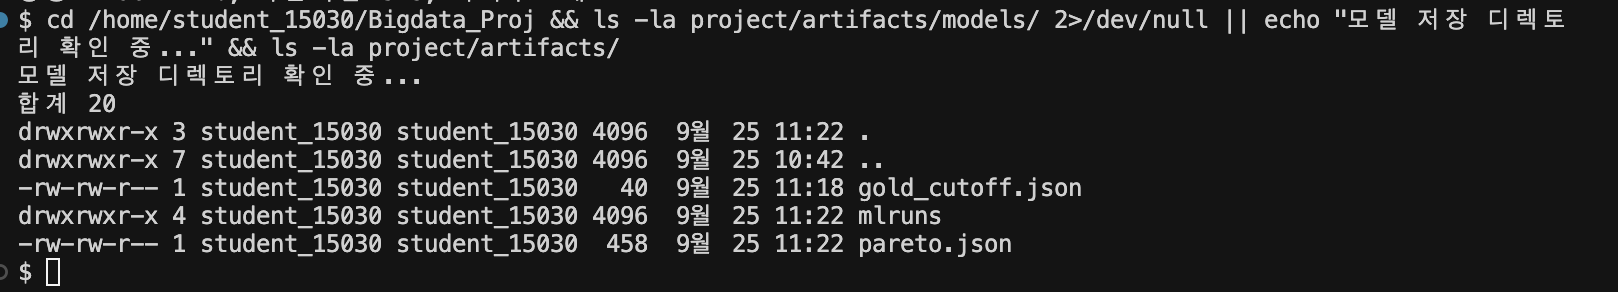 $ cd /home/student_15030/Bigdata_Proj && ls -la project/artifacts/models/ 2>/dev/null || echo "모델 저장 디렉토
리 확인 중..." && ls -la project/artifacts/
모델 저장 디렉토리 확인 중...
합계 20
drwxrwxr-x 3 student_15030 student_15030 4096  9월 25 11:22 .
drwxrwxr-x 7 student_15030 student_15030 4096  9월 25 10:42 ..
-rw-rw-r-- 1 student_15030 student_15030   40  9월 25 11:18 gold_cutoff.json
drwxrwxr-x 4 student_15030 student_15030 4096  9월 25 11:22 mlruns
-rw-rw-r-- 1 student_15030 student_15030  458  9월 25 11:22 pareto.json
$